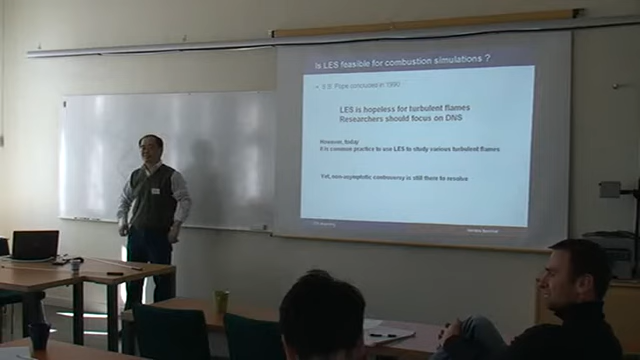 Is LES feasible for combustion simulations ?
S.B. Pope concluded in 1990
LES is hopeless for turbulent flames
Researchers should focus on DNS
However, today
it is common practice to use LES to study various turbulent flames
Yet, non-asymptotic controversy is still there to resolve